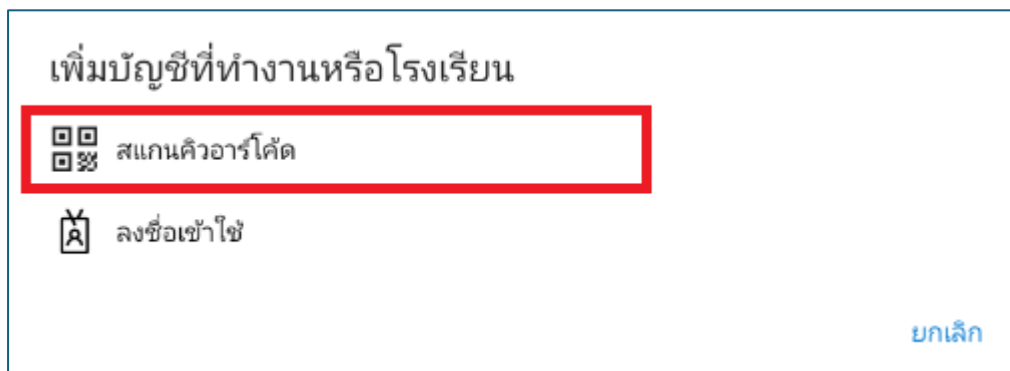 เพิ่มบัญชีที่ทำงานหรือโรงเรียน
สแกนคิวอาร์โค้ด
ลงชื่อเข้าใช้
ยกเลิก